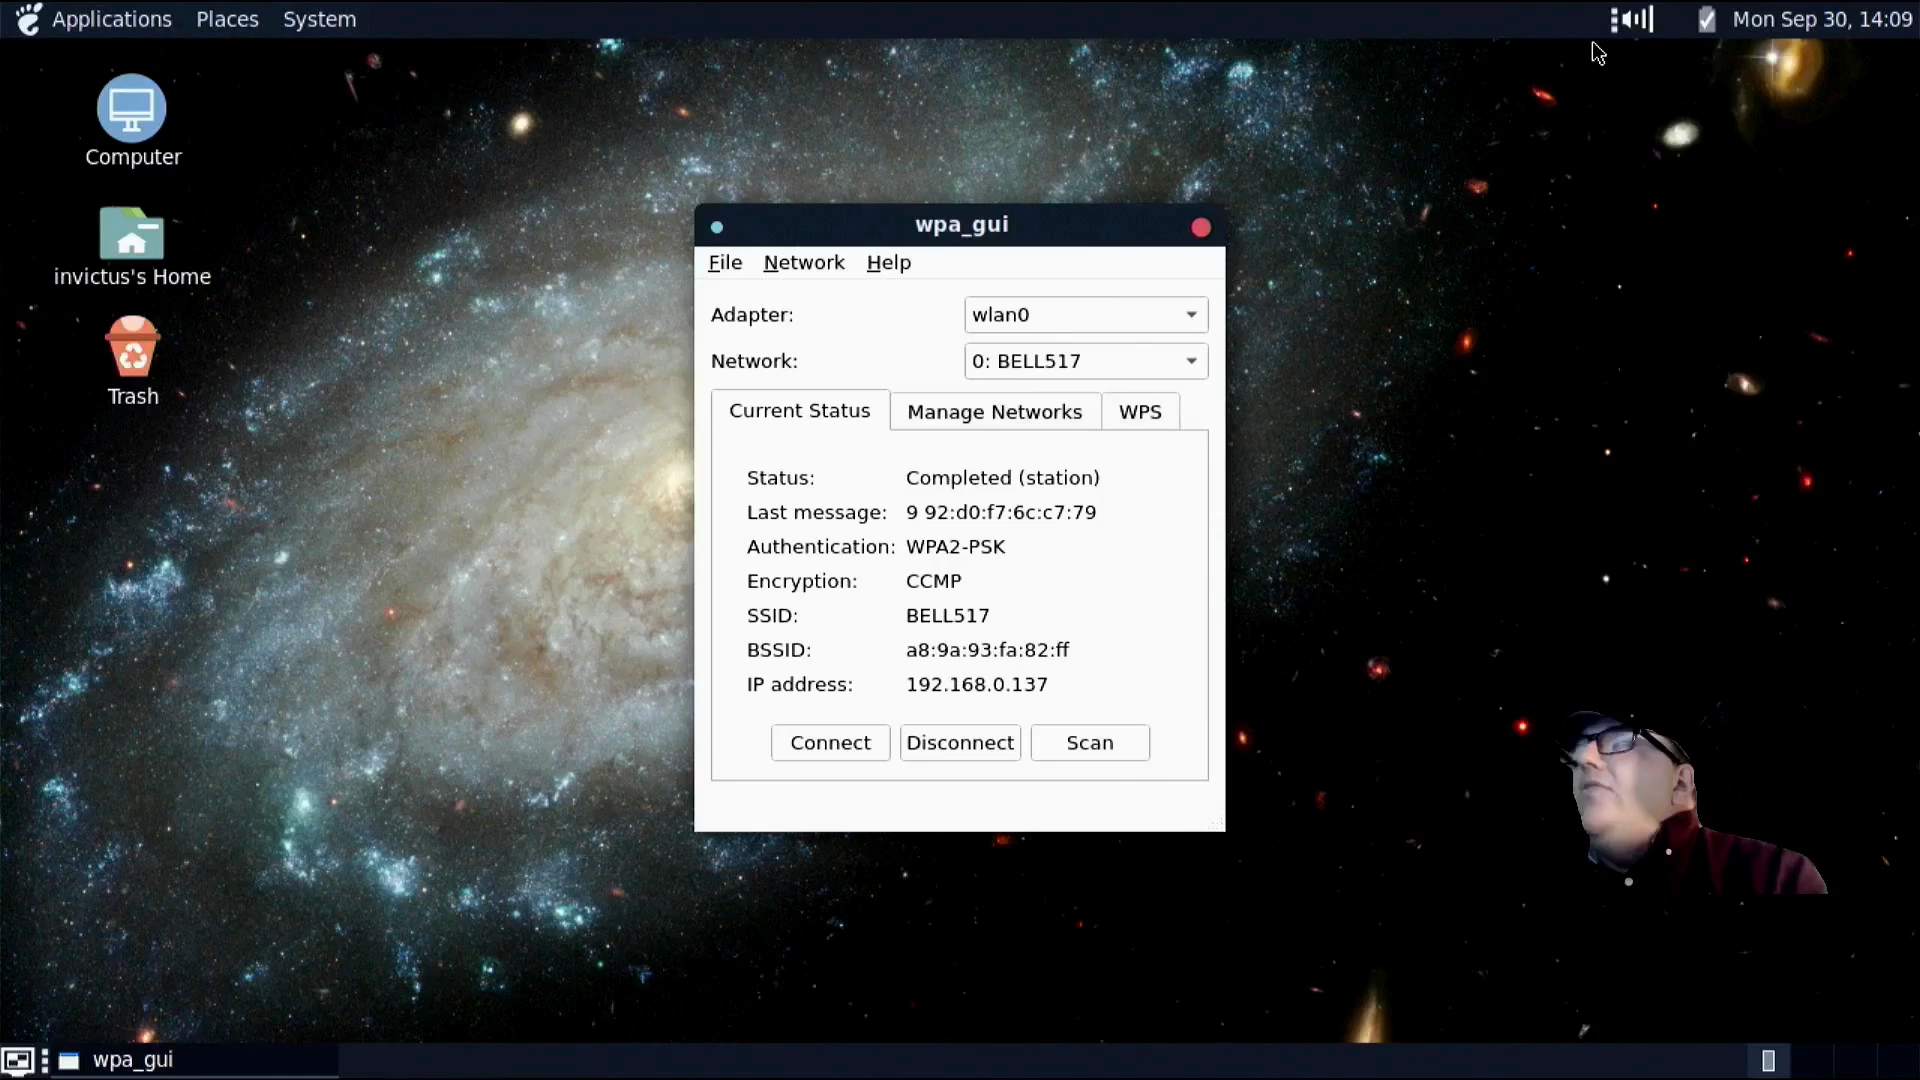 Applications Places System
Mon Sep 30, 14:09
Computer
invictus's Home
Trash
wpa_gui
File Network Help
Adapter: wlan0
Network: 0: BELL517
Current Status Manage Networks WPS
Status: Completed (station)
Last message: 9 92:d0:f7:6c:c7:79
Authentication: WPA2-PSK
Encryption: CCMP
SSID: BELL517
BSSID: a8:9a:93:fa:82:ff
IP address: 192.168.0.137
Connect Disconnect Scan
wpa_gui